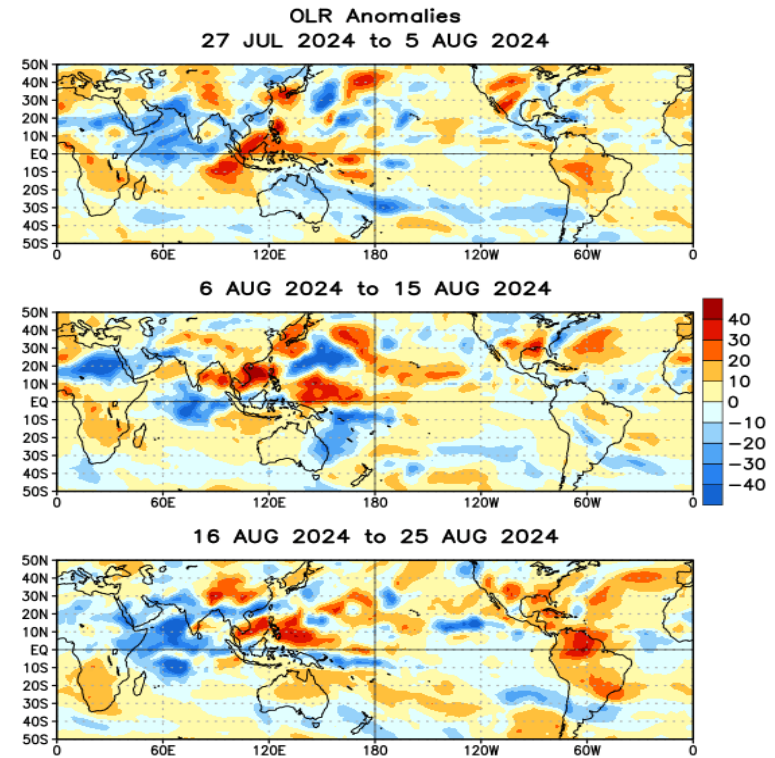 OLR Anomalies
27 JUL 2024 to 5 AUG 2024
50N
40N
30N
20N
10N
EQ
10S
20S
30S
40S
50S
0 60E 120E 180 120W 60W 0
6 AUG 2024 to 15 AUG 2024
50N
40N
30N
20N
10N
EQ
10S
20S
30S
40S
50S
0 60E 120E 180 120W 60W 0
40
30
20
10
0
-10
-20
-30
-40
16 AUG 2024 to 25 AUG 2024
50N
40N
30N
20N
10N
EQ
10S
20S
30S
40S
50S
0 60E 120E 180 120W 60W 0